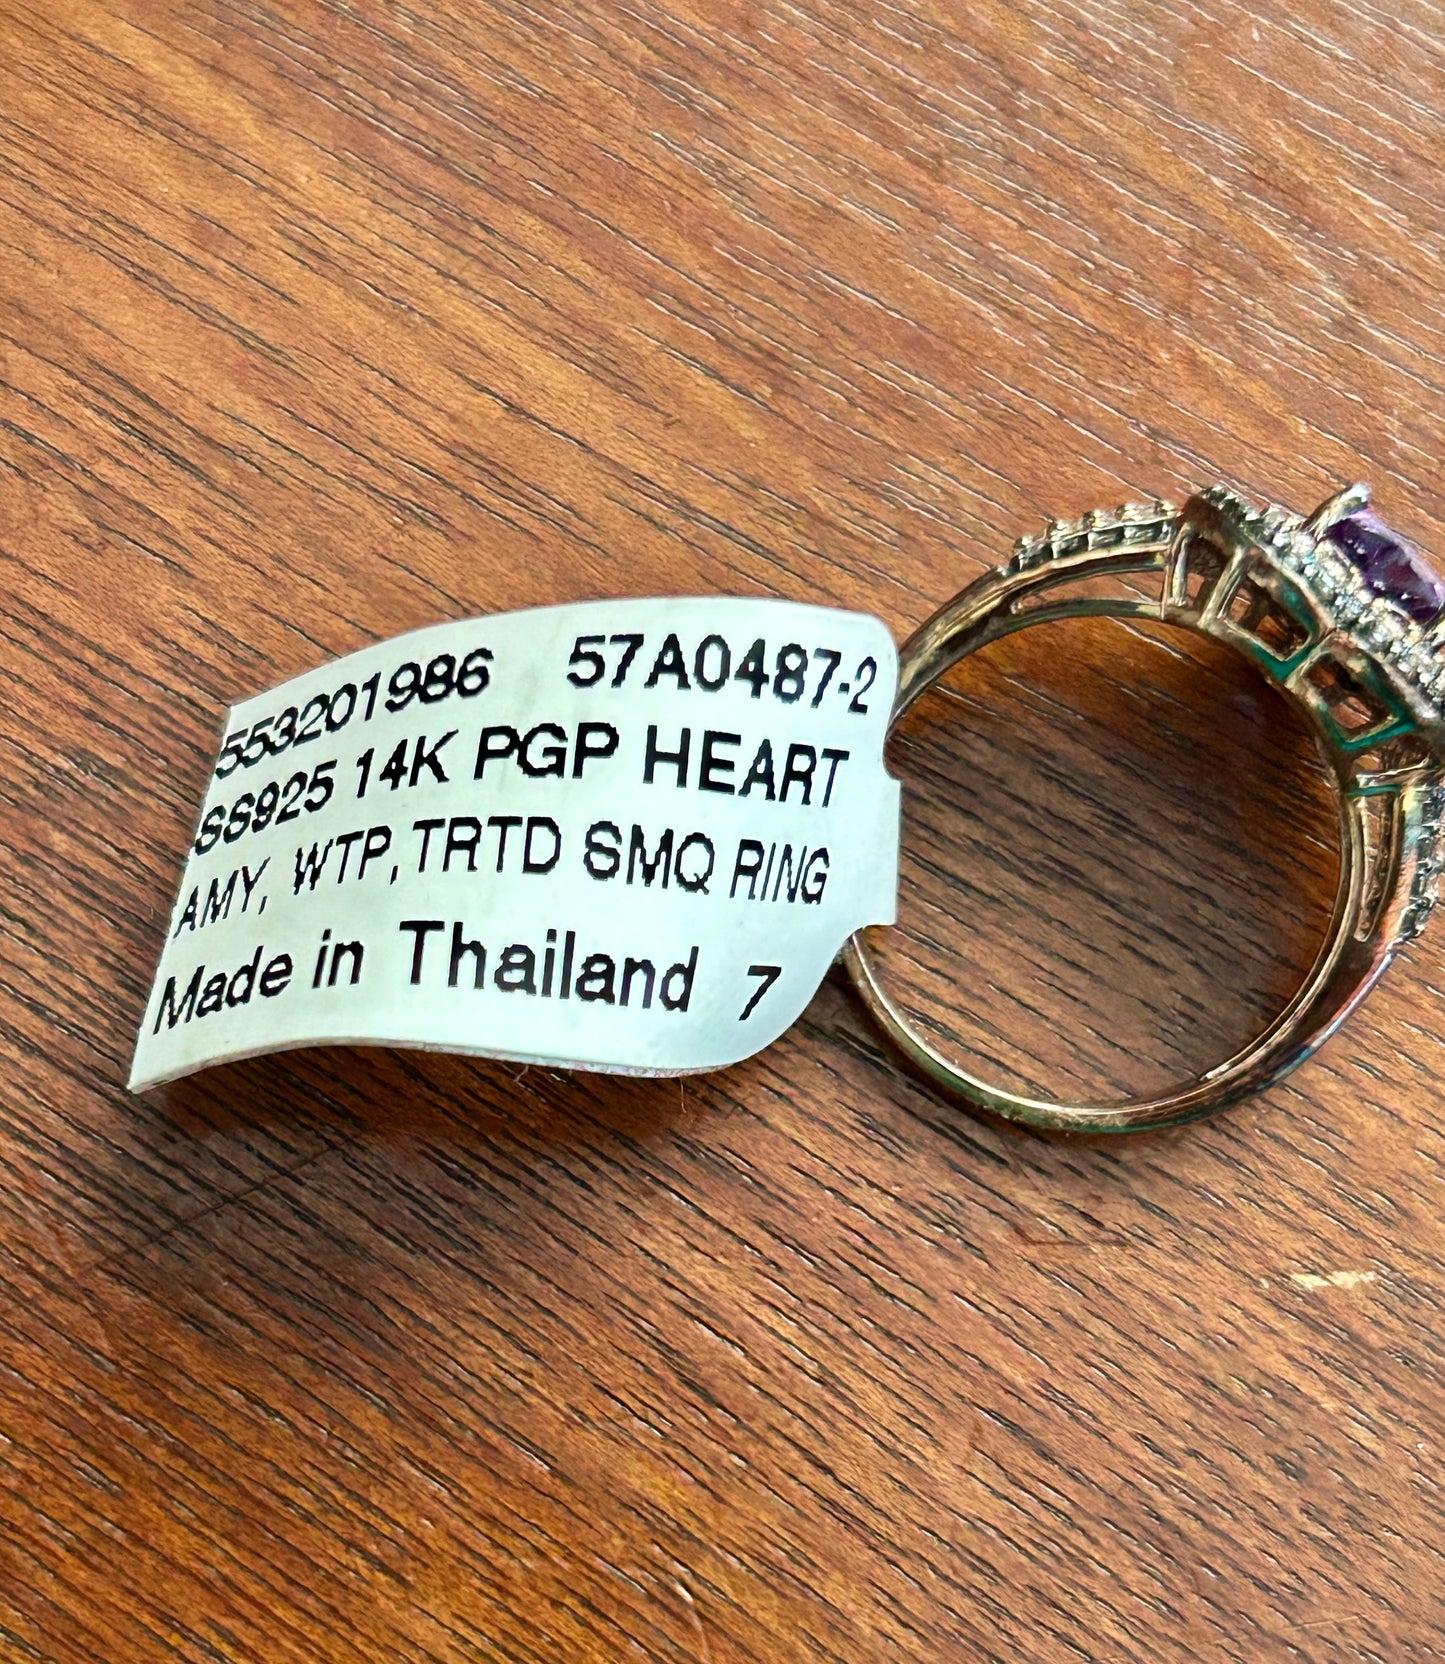 553201986 57A0487-2
SS925 14K PGP HEART
AMY, WTP, TRTD SMQ RING
Made in Thailand 7